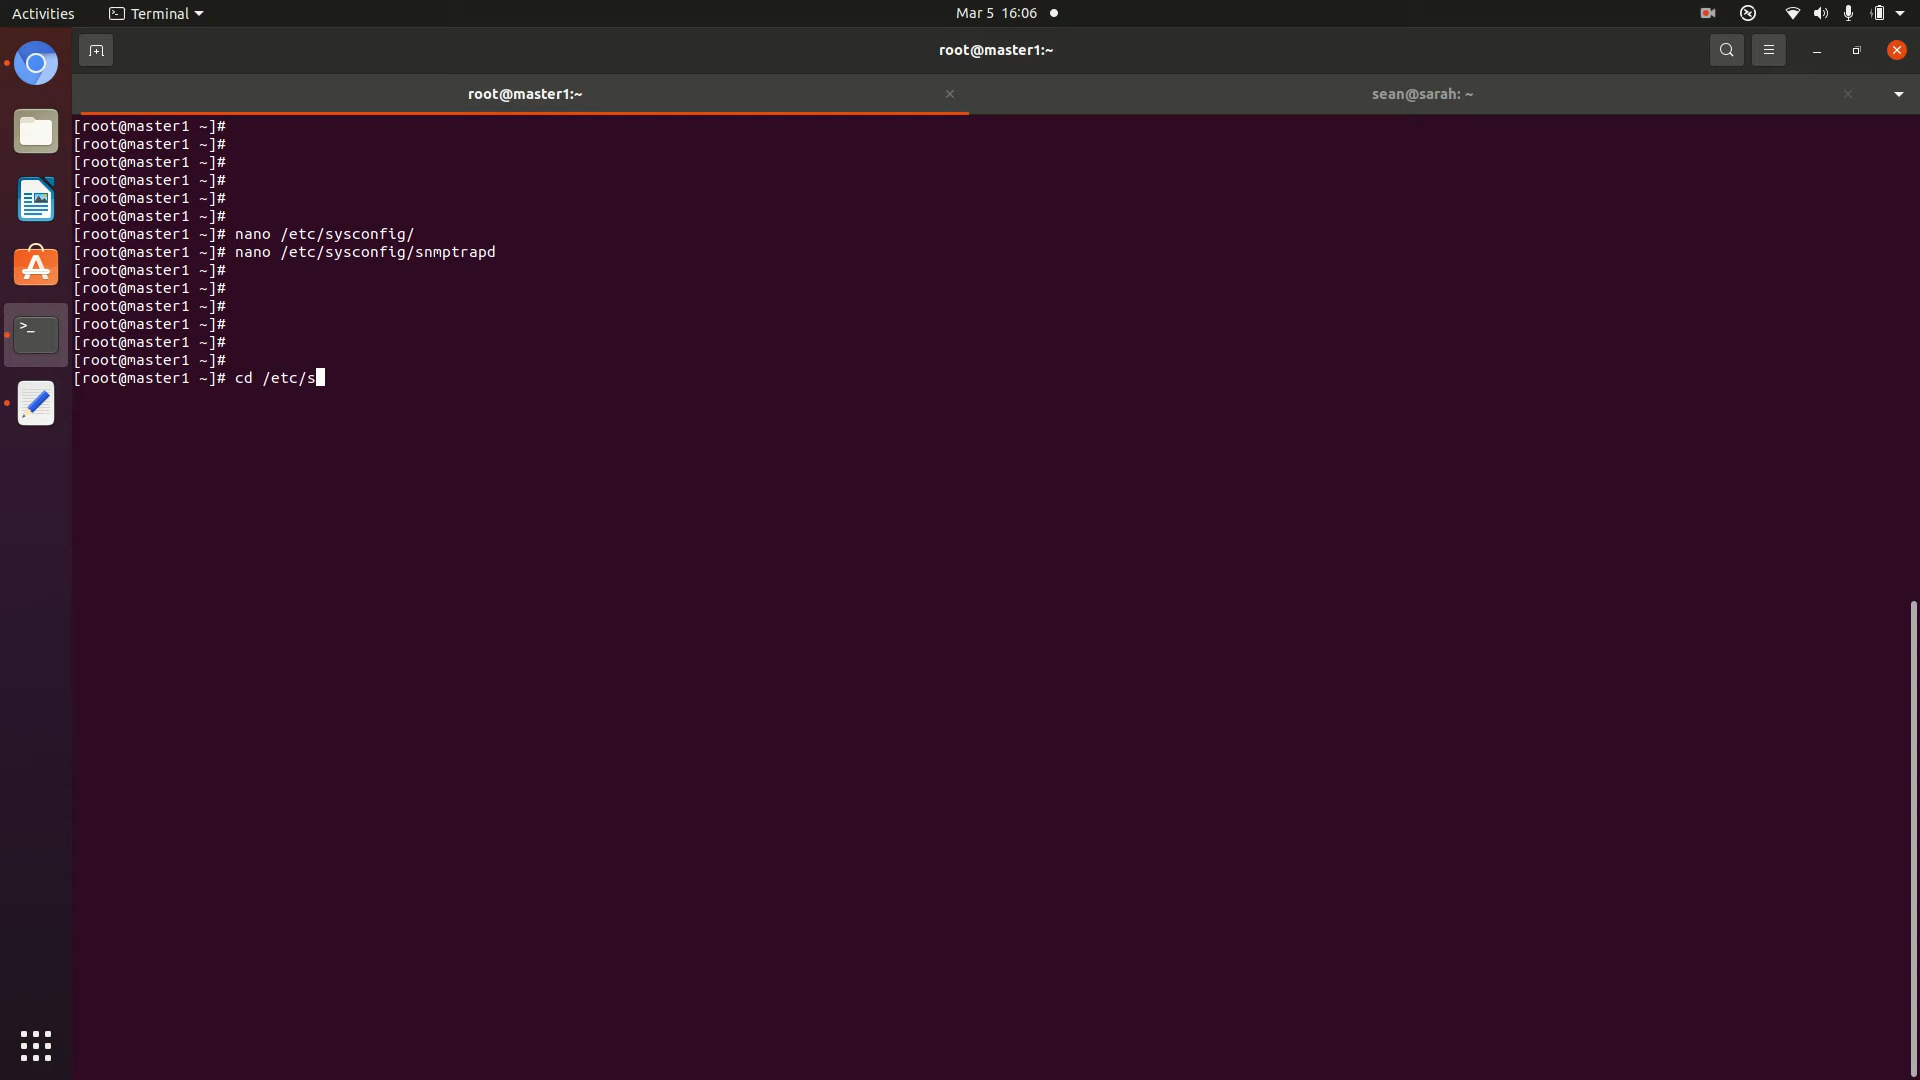 Activities Terminal Mar 5 16:06
root@master1:~
root@master1:~ sean@sarah: ~
[root@master1 ~]#
[root@master1 ~]#
[root@master1 ~]#
[root@master1 ~]#
[root@master1 ~]#
[root@master1 ~]#
[root@master1 ~]# nano /etc/sysconfig/
[root@master1 ~]# nano /etc/sysconfig/snmptrapd
[root@master1 ~]#
[root@master1 ~]#
[root@master1 ~]#
[root@master1 ~]#
[root@master1 ~]#
[root@master1 ~]#
[root@master1 ~]# cd /etc/s